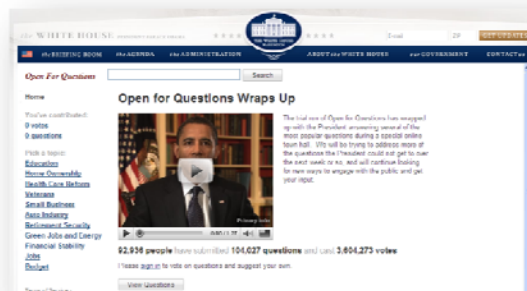 the WHITE HOUSE
E-mail
ZIP
GET UPDATES
the BRIEFING ROOM
the AGENDA
the ADMINISTRATION
ABOUT the WHITE HOUSE
our GOVERNMENT
CONTACT
Open For Questions
Search
Home
Open for Questions Wraps Up
You've contributed:
0 votes
0 questions
Pick a topic:
Education
Home Ownership
Health Care Reform
Veterans
Small Business
Auto Industry
Retirement Security
Green Jobs and Energy
Financial Stability
Jobs
Budget
The trial run of Open for Questions has wrapped
up with the President answering several of the
most popular questions during a special online
town hall. We will be trying to address more of
the questions the President could not get to over
the next week or so, and will continue looking
for new ways to engage with the public and get
your input.
92,936 people have submitted 104,027 questions and cast 3,604,273 votes
Please sign in to vote on questions and suggest your own.
View Questions